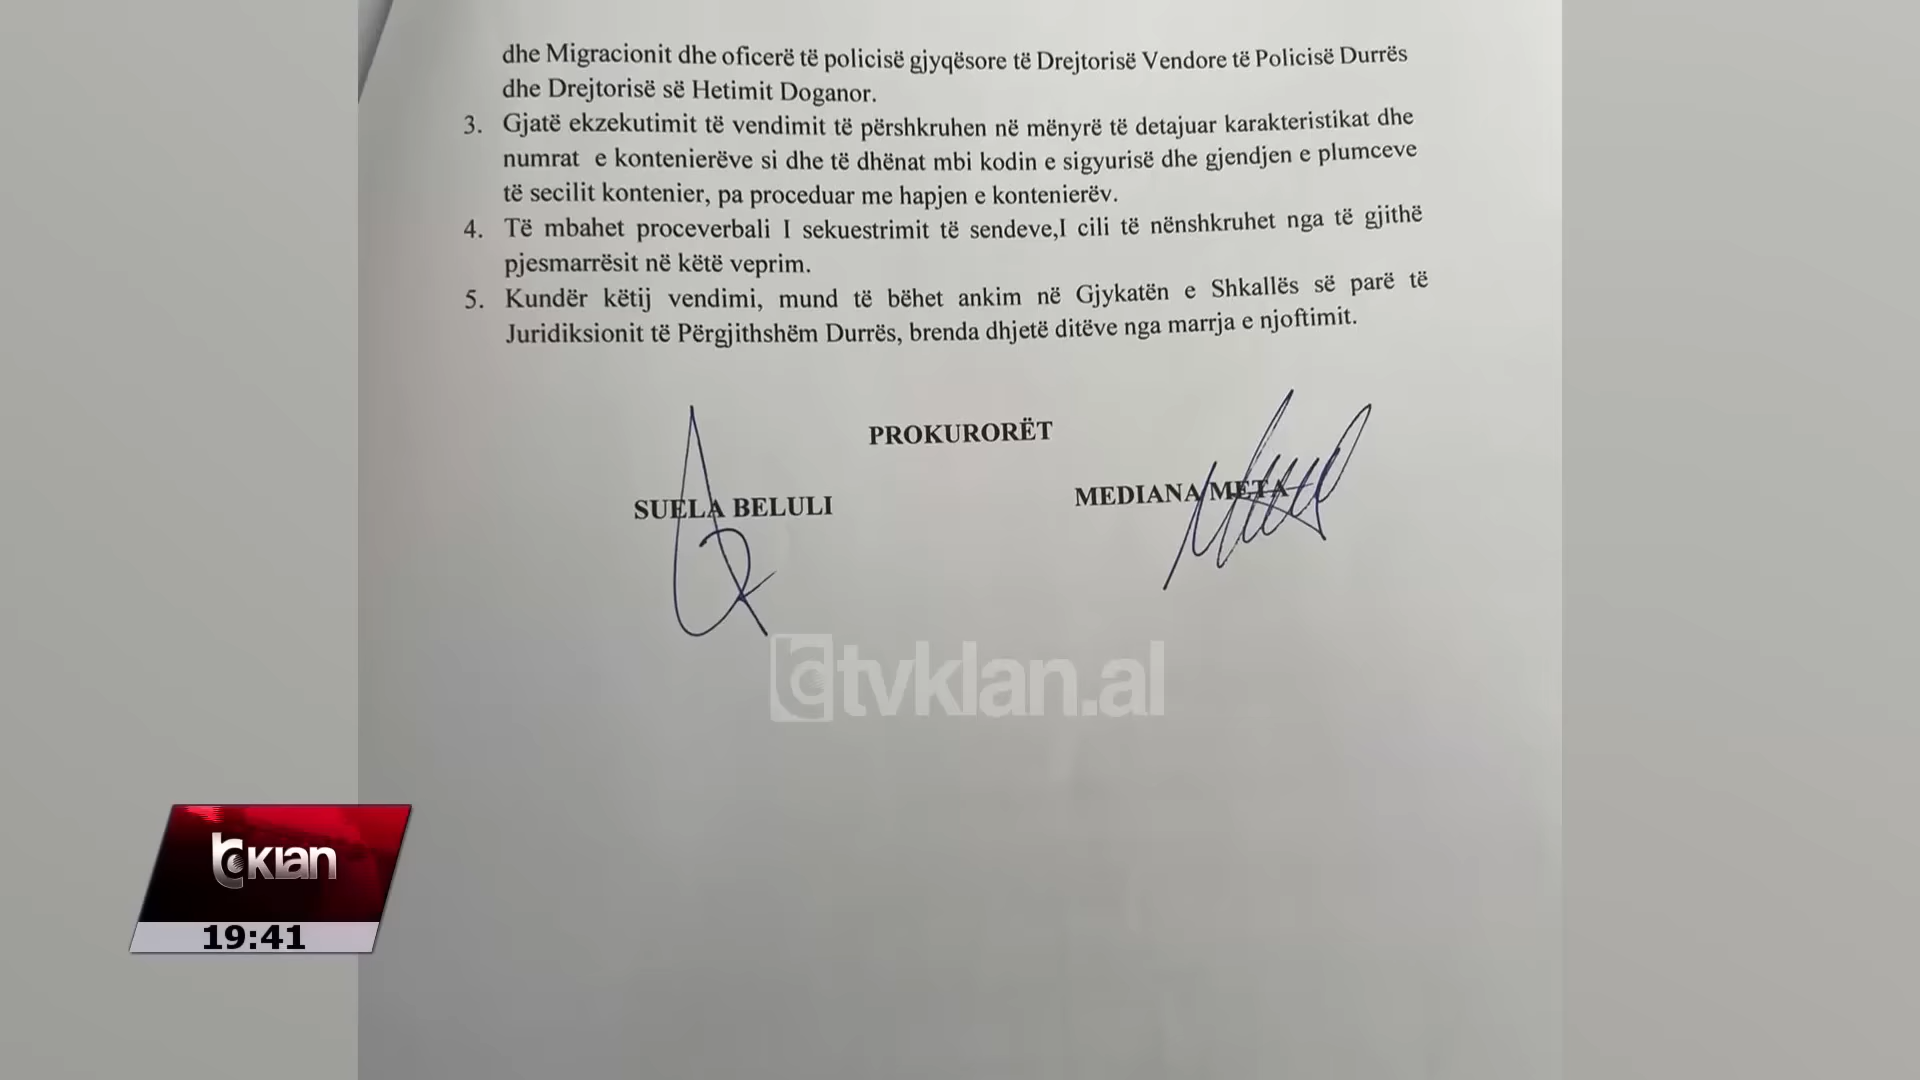 dhe Migracionit dhe oficerë të policisë gjyqësore të Drejtorisë Vendore të Policisë Durrës
dhe Drejtorisë së Hetimit Doganor.
3. Gjatë ekzekutimit të vendimit të përshkruhen në mënyrë të detajuar karakteristikat dhe
numrat e kontenierëve si dhe të dhënat mbi kodin e sigyurisë dhe gjendjen e plumceve
të secilit kontenier, pa proceduar me hapjen e kontenierëv.
4. Të mbahet proceverbali I sekuestrimit të sendeve,I cili të nënshkruhet nga të gjithë
pjesmarrësit në këtë veprim.
5. Kundër këtij vendimi, mund të bëhet ankim në Gjykatën e Shkallës së parë të
Juridiksionit të Përgjithshëm Durrës, brenda dhjetë ditëve nga marrja e njoftimit.
PROKURORËT
SUELA BELULI
MEDIANA META
tvklan.al
KLAN
19:41